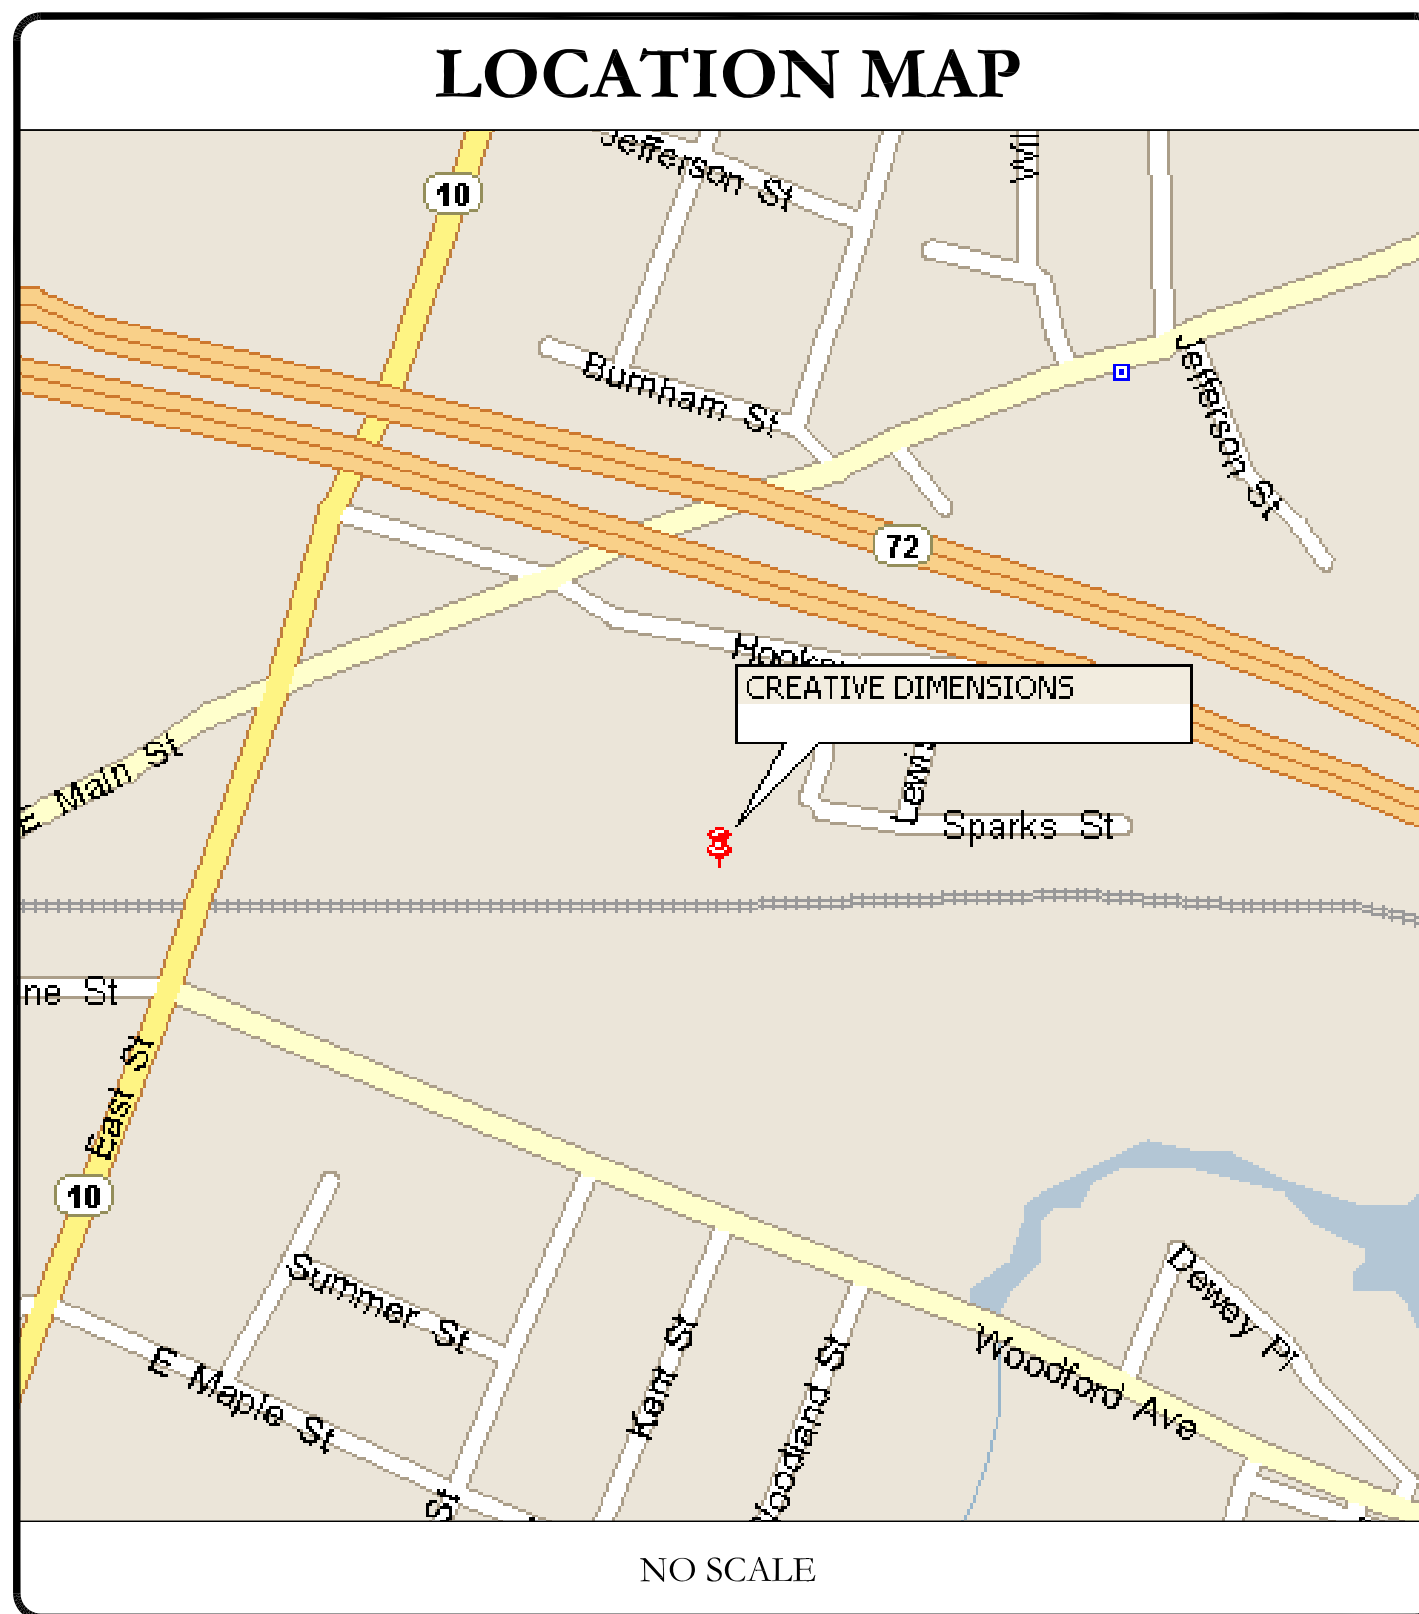 LOCATION MAP
Jefferson St
10
Burnham St
Jefferson St
72
CREATIVE DIMENSIONS
E Main St
Sparks St
ne St
East St
10
Summer St
Dewey Pl
E Maple St
Kent St
Woodford Ave
St
NO SCALE